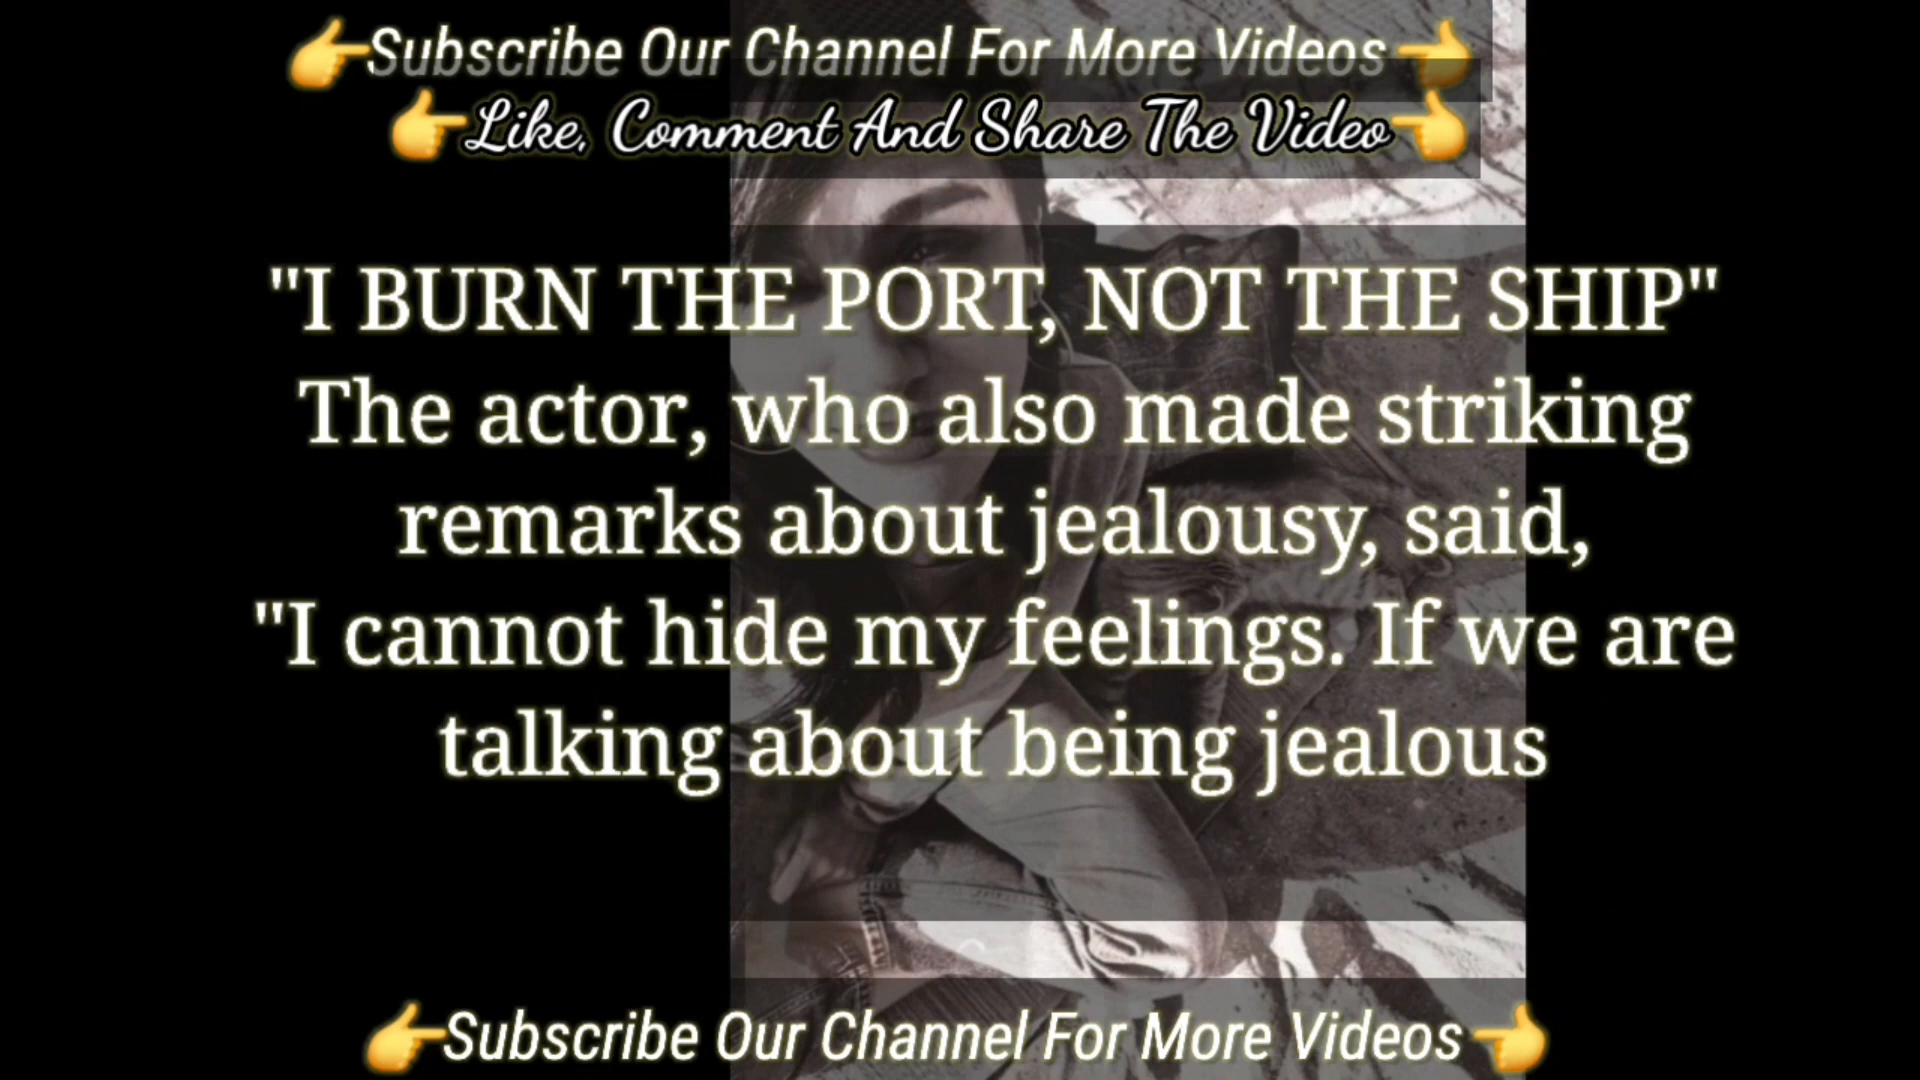 👉Subscribe Our Channel For More Videos👈
👉Like, Comment And Share The Video👈
"I BURN THE PORT, NOT THE SHIP"
The actor, who also made striking
remarks about jealousy, said,
"I cannot hide my feelings. If we are
talking about being jealous
👉Subscribe Our Channel For More Videos👈